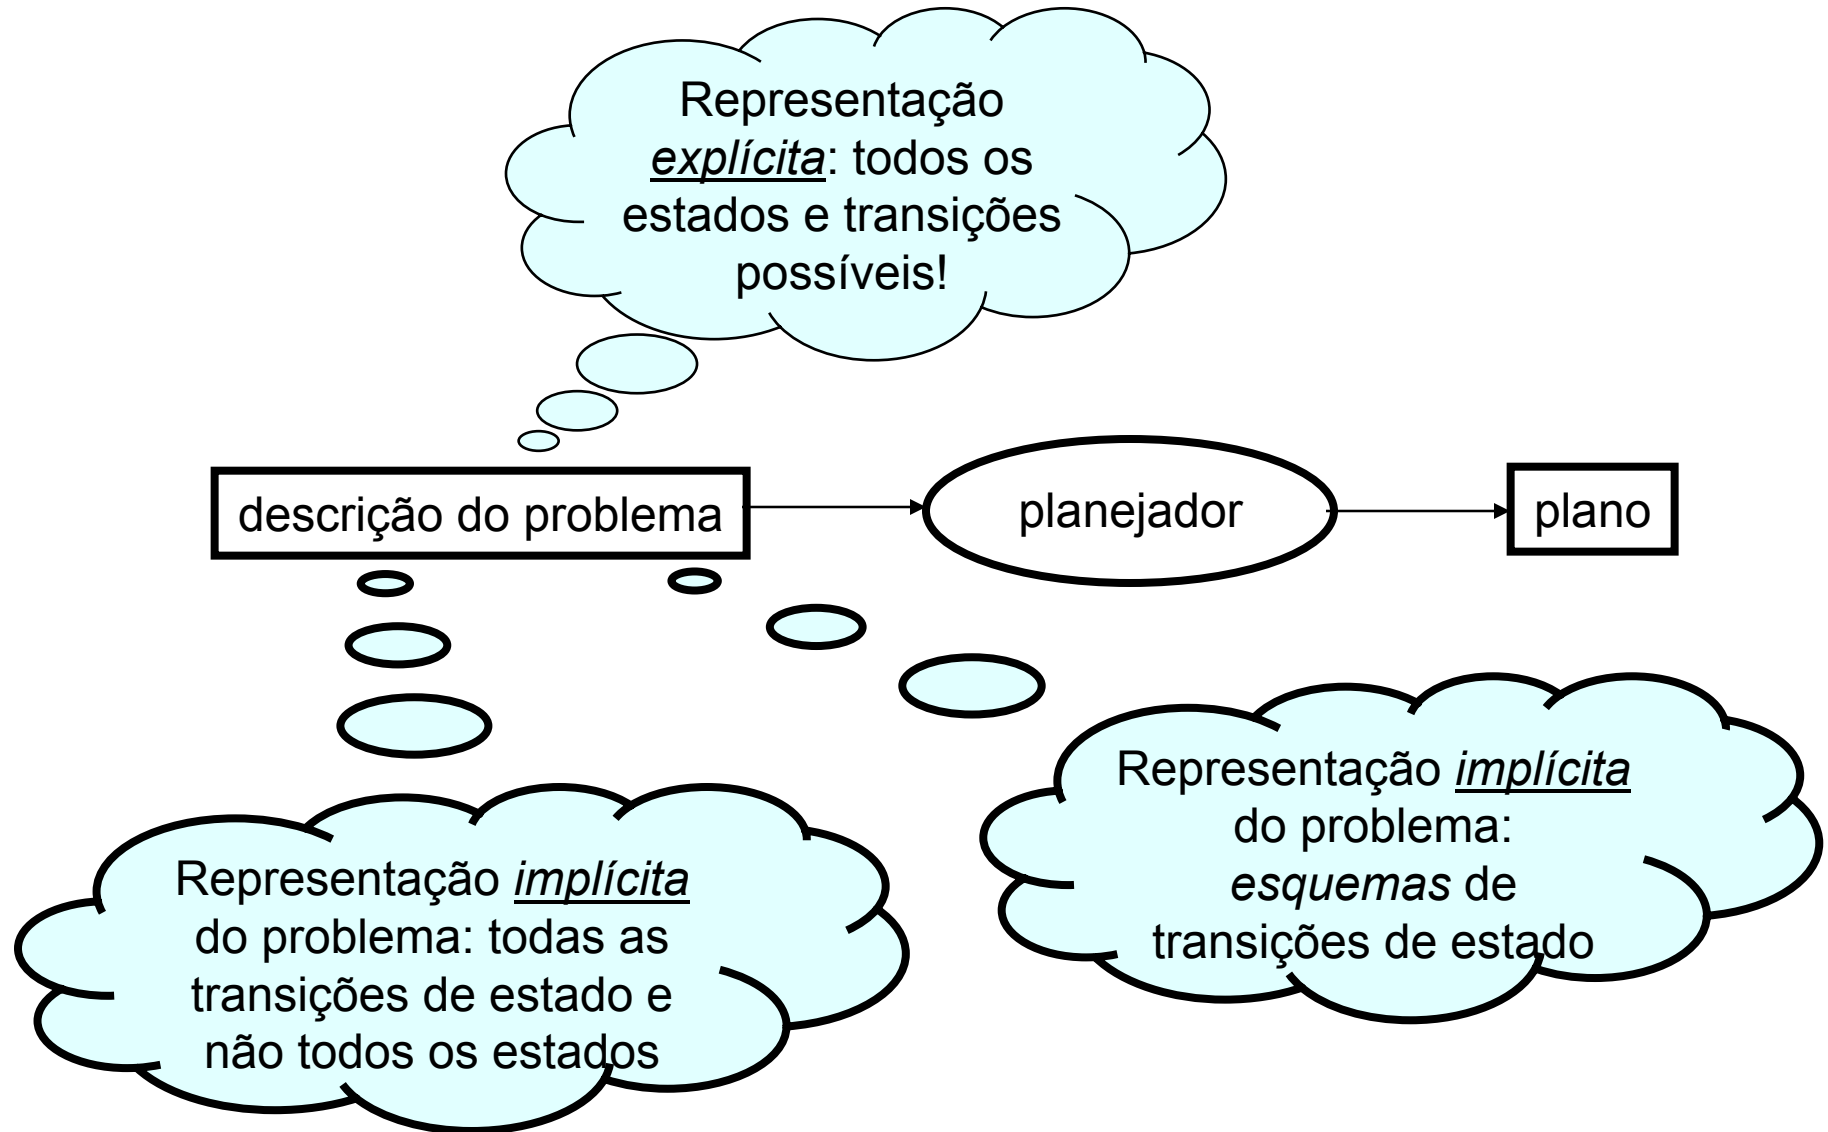 Representação
explícita: todos os
estados e transições
possíveis!
descrição do problema
planejador
plano
Representação implícita
do problema: todas as
transições de estado e
não todos os estados
Representação implícita
do problema:
esquemas de
transições de estado